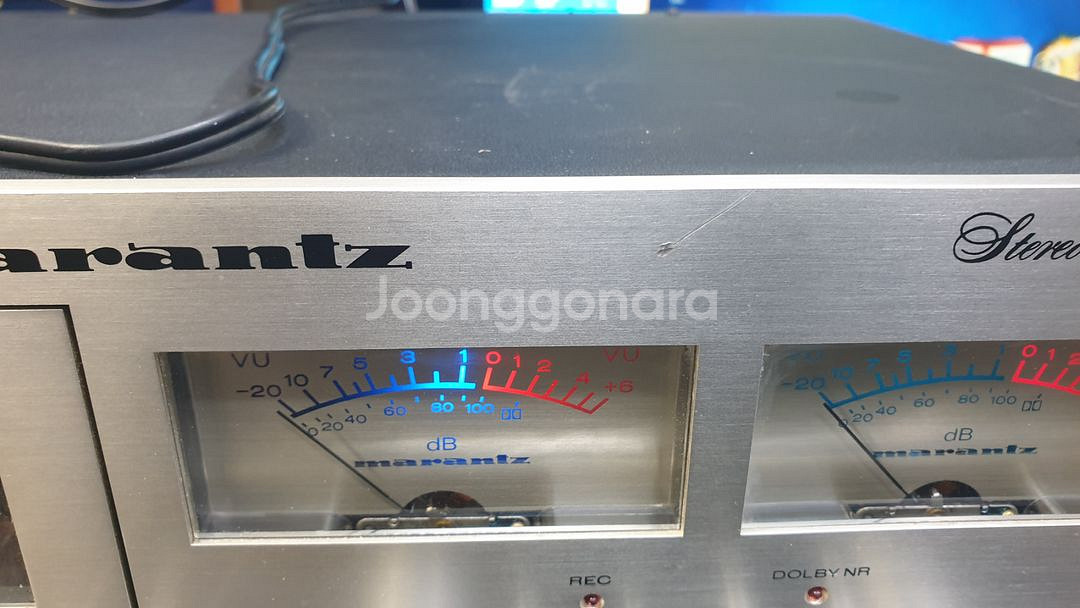 marantz
Stereo
Joonggonara
VU VU
-20 10 7 5 3 1 0 1 2 4 +6
0 20 40 60 80 100
dB
marantz
-20 10 7 5 3 1 0 1 2
0 20 40 60 80 100
dB
marantz
REC
DOLBY NR